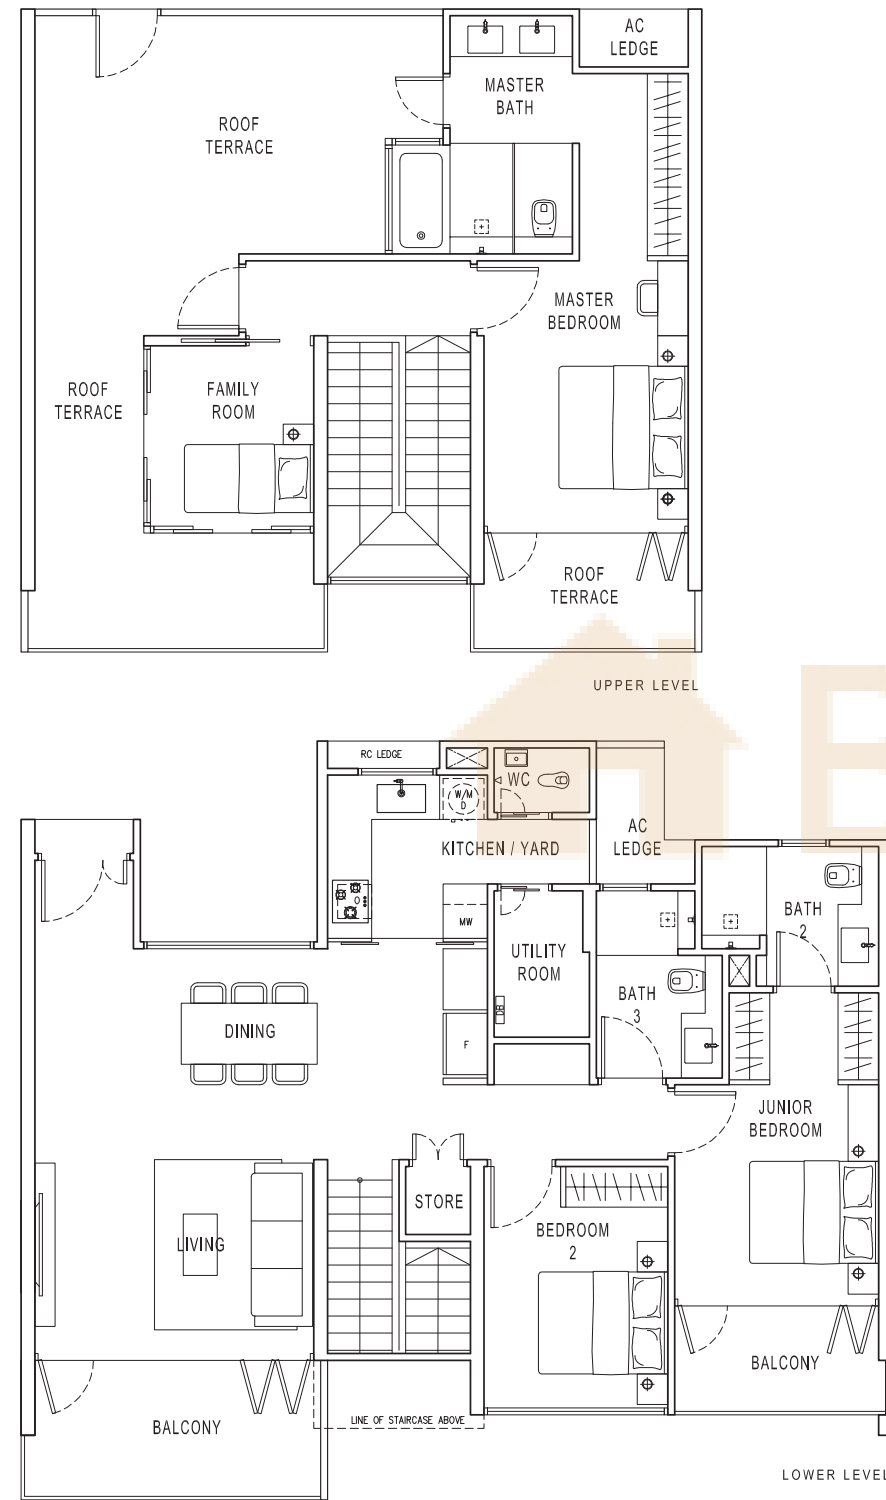 AC
LEDGE
MASTER
BATH
ROOF
TERRACE
MASTER
BEDROOM
ROOF
TERRACE
FAMILY
ROOM
ROOF
TERRACE
UPPER LEVEL
RC LEDGE
W/M
D
WC
KITCHEN / YARD
AC
LEDGE
MW
BATH
2
UTILITY
ROOM
BATH
3
DB
DINING
F
JUNIOR
BEDROOM
STORE
LIVING
BEDROOM
2
BALCONY
BALCONY
LINE OF STAIRCASE ABOVE
LOWER LEVEL
E